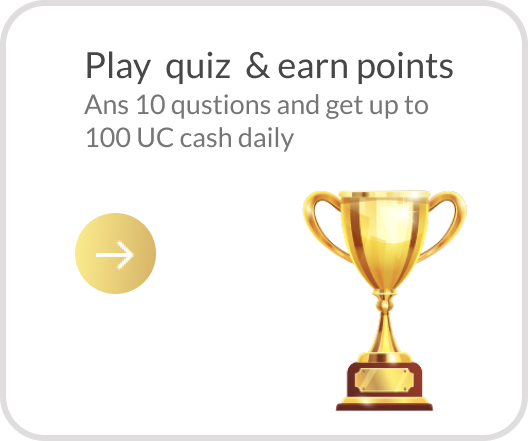 Play quiz & earn points
Ans 10 qustions and get up to
100 UC cash daily